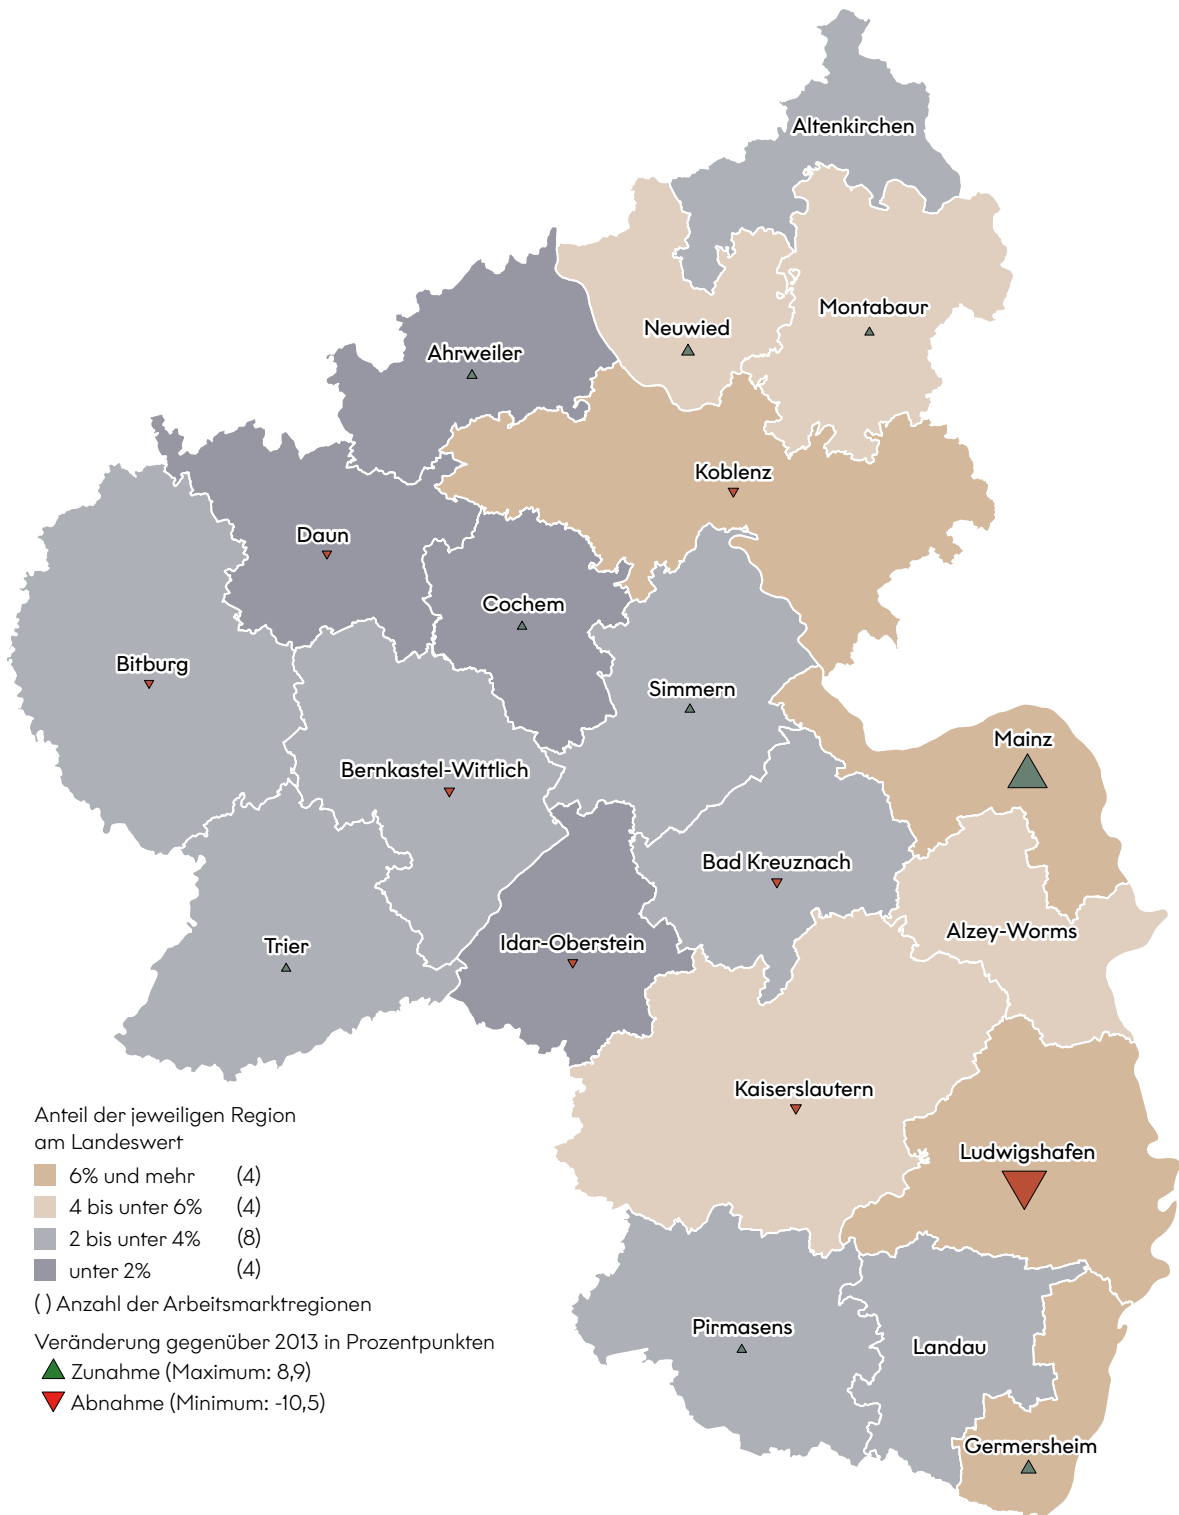 Altenkirchen
Montabaur
Neuwied
Ahrweiler
Koblenz
Daun
Cochem
Bitburg
Simmern
Mainz
Bernkastel-Wittlich
Bad Kreuznach
Alzey-Worms
Idar-Oberstein
Trier
Kaiserslautern
Ludwigshafen
Pirmasens
Landau
Germersheim
Anteil der jeweiligen Region
am Landeswert
6% und mehr (4)
4 bis unter 6% (4)
2 bis unter 4% (8)
unter 2% (4)
( ) Anzahl der Arbeitsmarktregionen
Veränderung gegenüber 2013 in Prozentpunkten
Zunahme (Maximum: 8,9)
Abnahme (Minimum: -10,5)